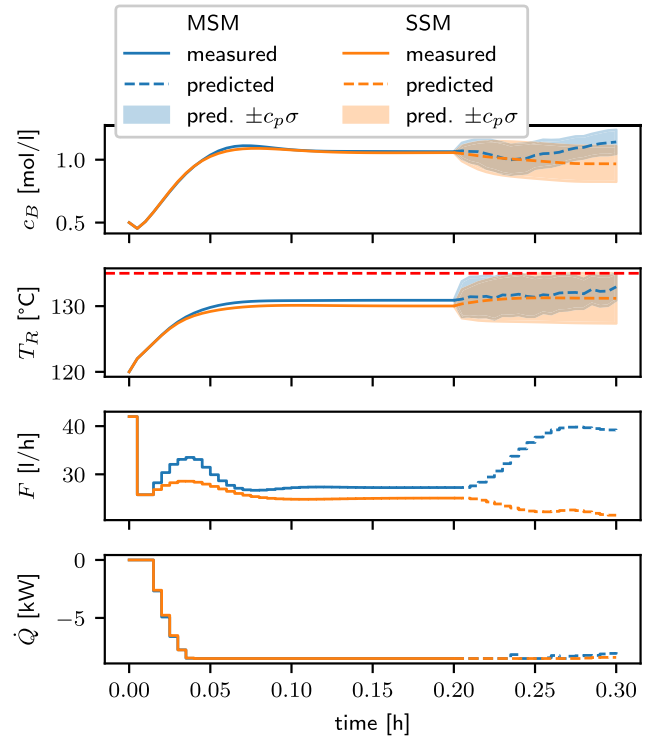 MSM SSM
measured measured
predicted predicted
pred. ±c_pσ pred. ±c_pσ
c_B [mol/l]
1.0
0.5
T_R [°C]
130
120
F [l/h]
40
30
Q̇ [kW]
0
−5
0.00 0.05 0.10 0.15 0.20 0.25 0.30
time [h]